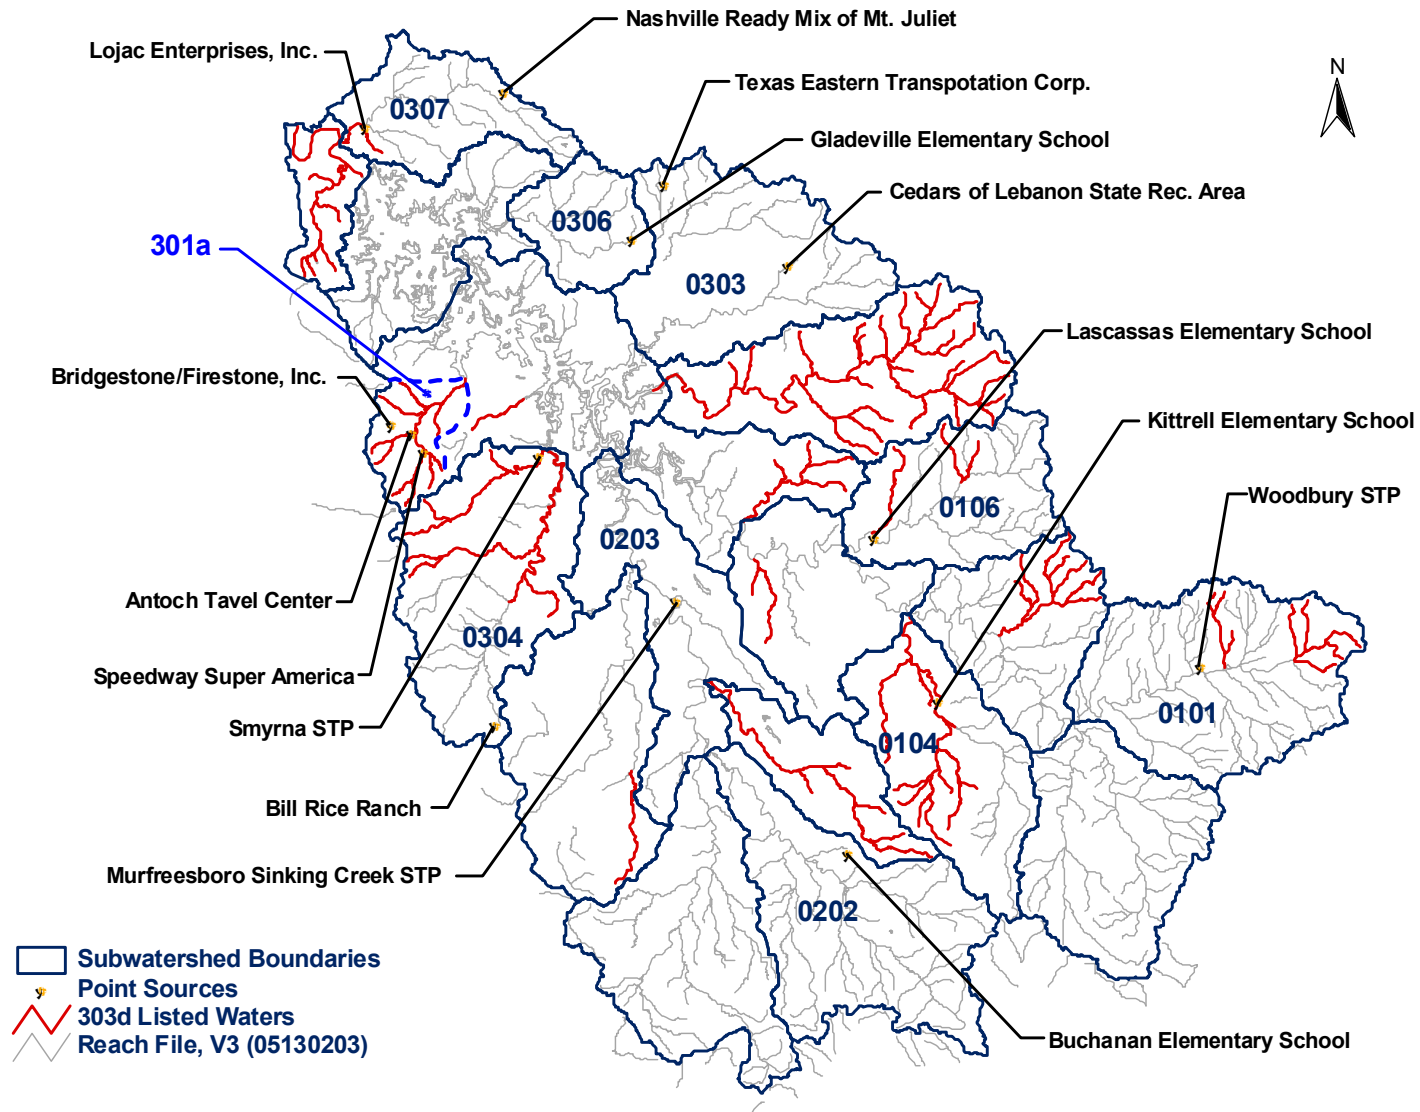 Nashville Ready Mix of Mt. Juliet
Lojac Enterprises, Inc.
Texas Eastern Transpotation Corp.
N
0307
Gladeville Elementary School
Cedars of Lebanon State Rec. Area
0306
301a
0303
Lascassas Elementary School
Bridgestone/Firestone, Inc.
Kittrell Elementary School
Woodbury STP
0106
0203
Antoch Tavel Center
0304
Speedway Super America
0101
Smyrna STP
0104
Bill Rice Ranch
Murfreesboro Sinking Creek STP
0202
Subwatershed Boundaries
Point Sources
303d Listed Waters
Reach File, V3 (05130203)
Buchanan Elementary School